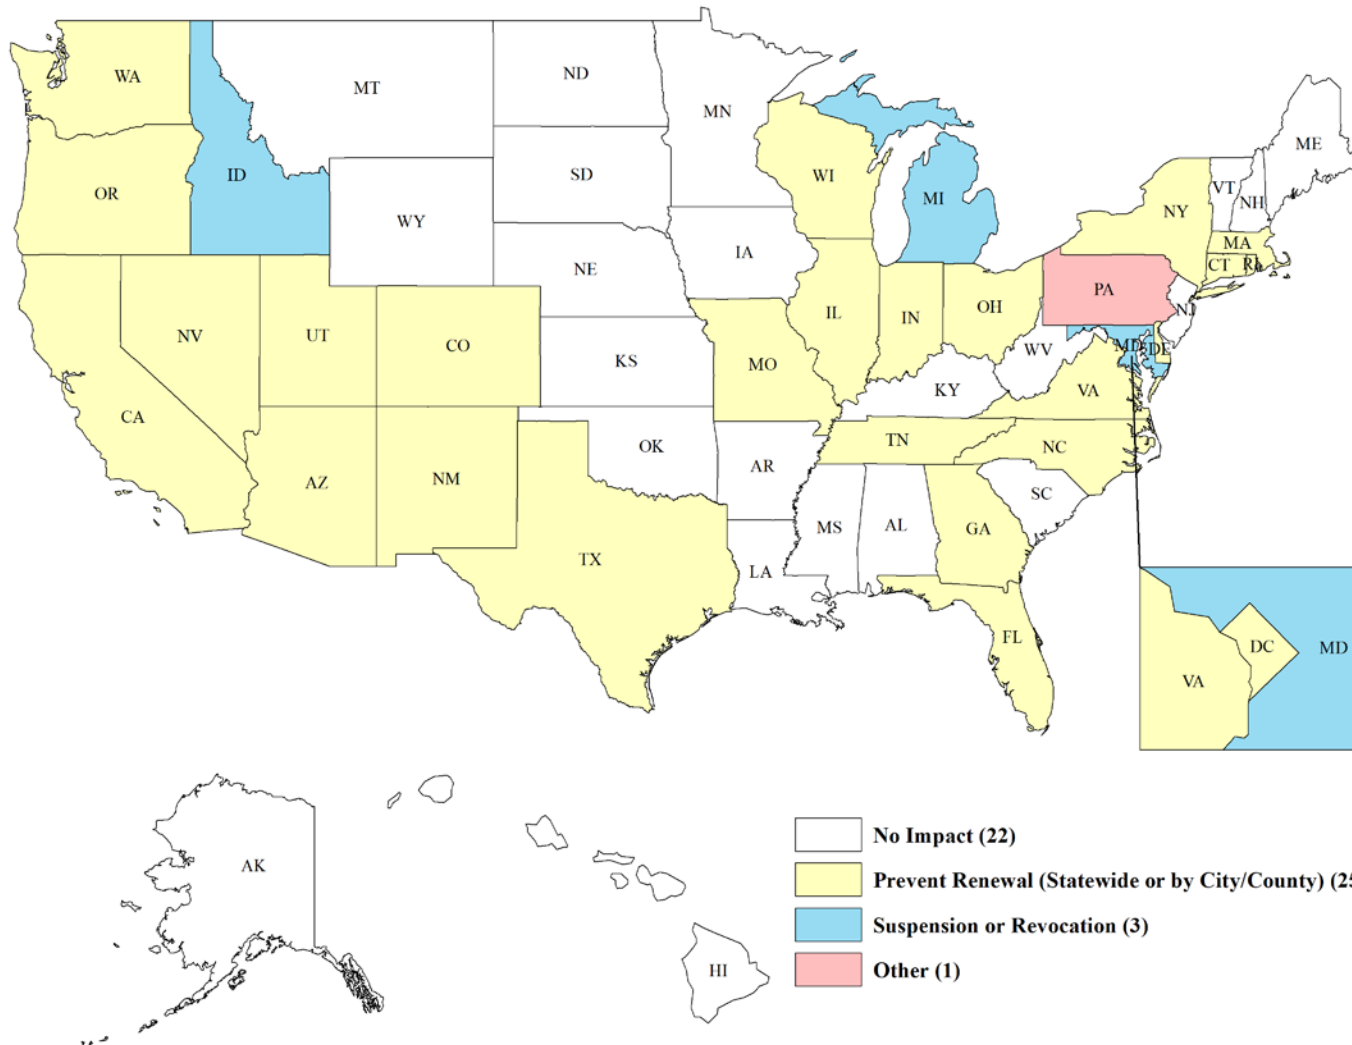 WA
MT
ND
MN
ME
OR
ID
SD
WI
MI
VT
NH
NY
WY
MA
IA
CT
RI
NE
PA
NV
UT
CO
IL
IN
OH
NJ
KS
MO
WV
MD
DE
CA
KY
VA
OK
TN
NC
AZ
NM
AR
SC
TX
MS
AL
GA
LA
FL
DC
MD
VA
AK
HI
No Impact (22)
Prevent Renewal (Statewide or by City/County) (25
Suspension or Revocation (3)
Other (1)